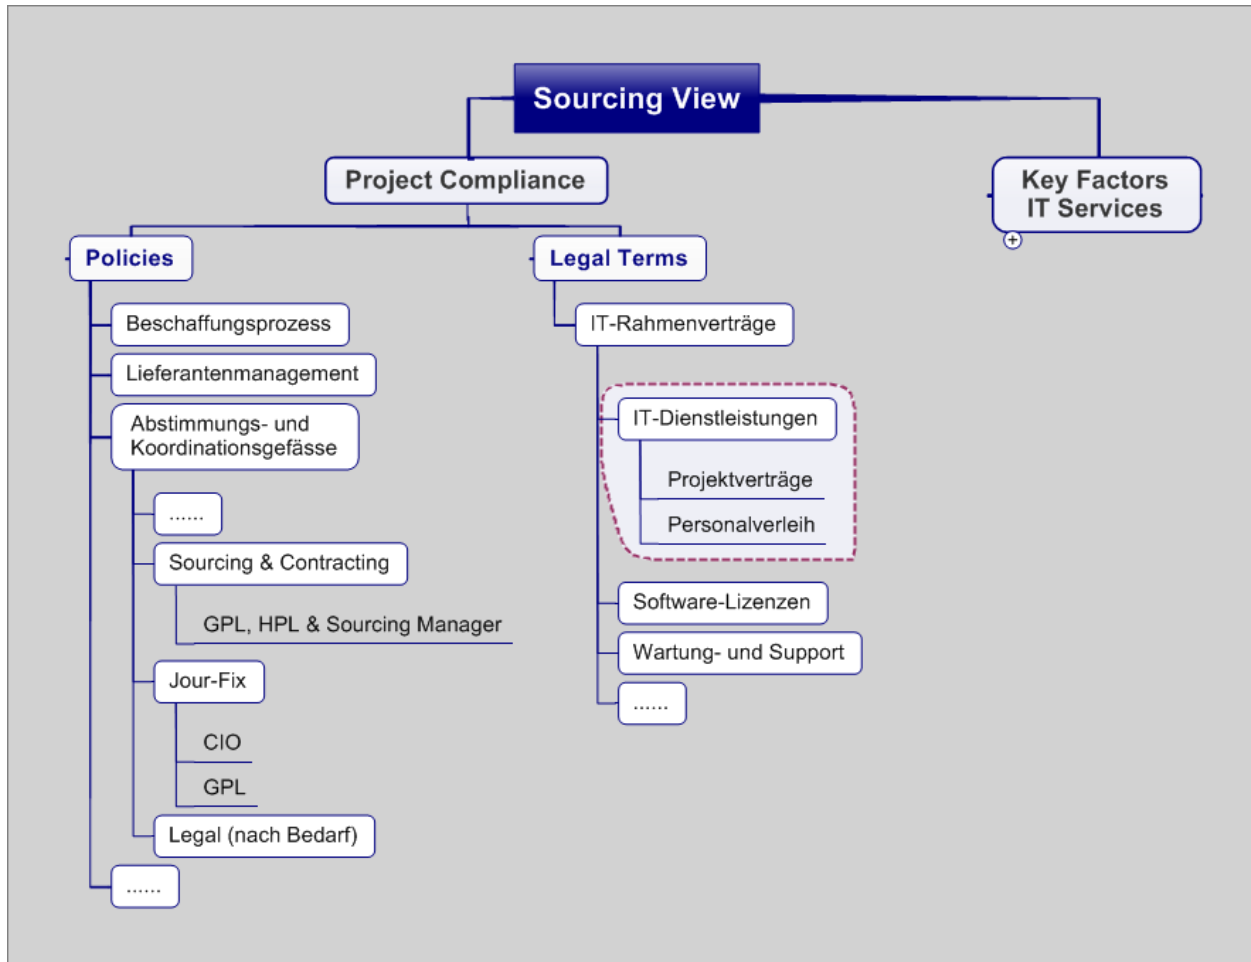 Sourcing View
Project Compliance
Key Factors
IT Services
Policies
Legal Terms
Beschaffungsprozess
Lieferantenmanagement
Abstimmungs- und
Koordinationsgefässe
......
Sourcing & Contracting
GPL, HPL & Sourcing Manager
Jour-Fix
CIO
GPL
Legal (nach Bedarf)
......
IT-Rahmenverträge
IT-Dienstleistungen
Projektverträge
Personalverleih
Software-Lizenzen
Wartung- und Support
......